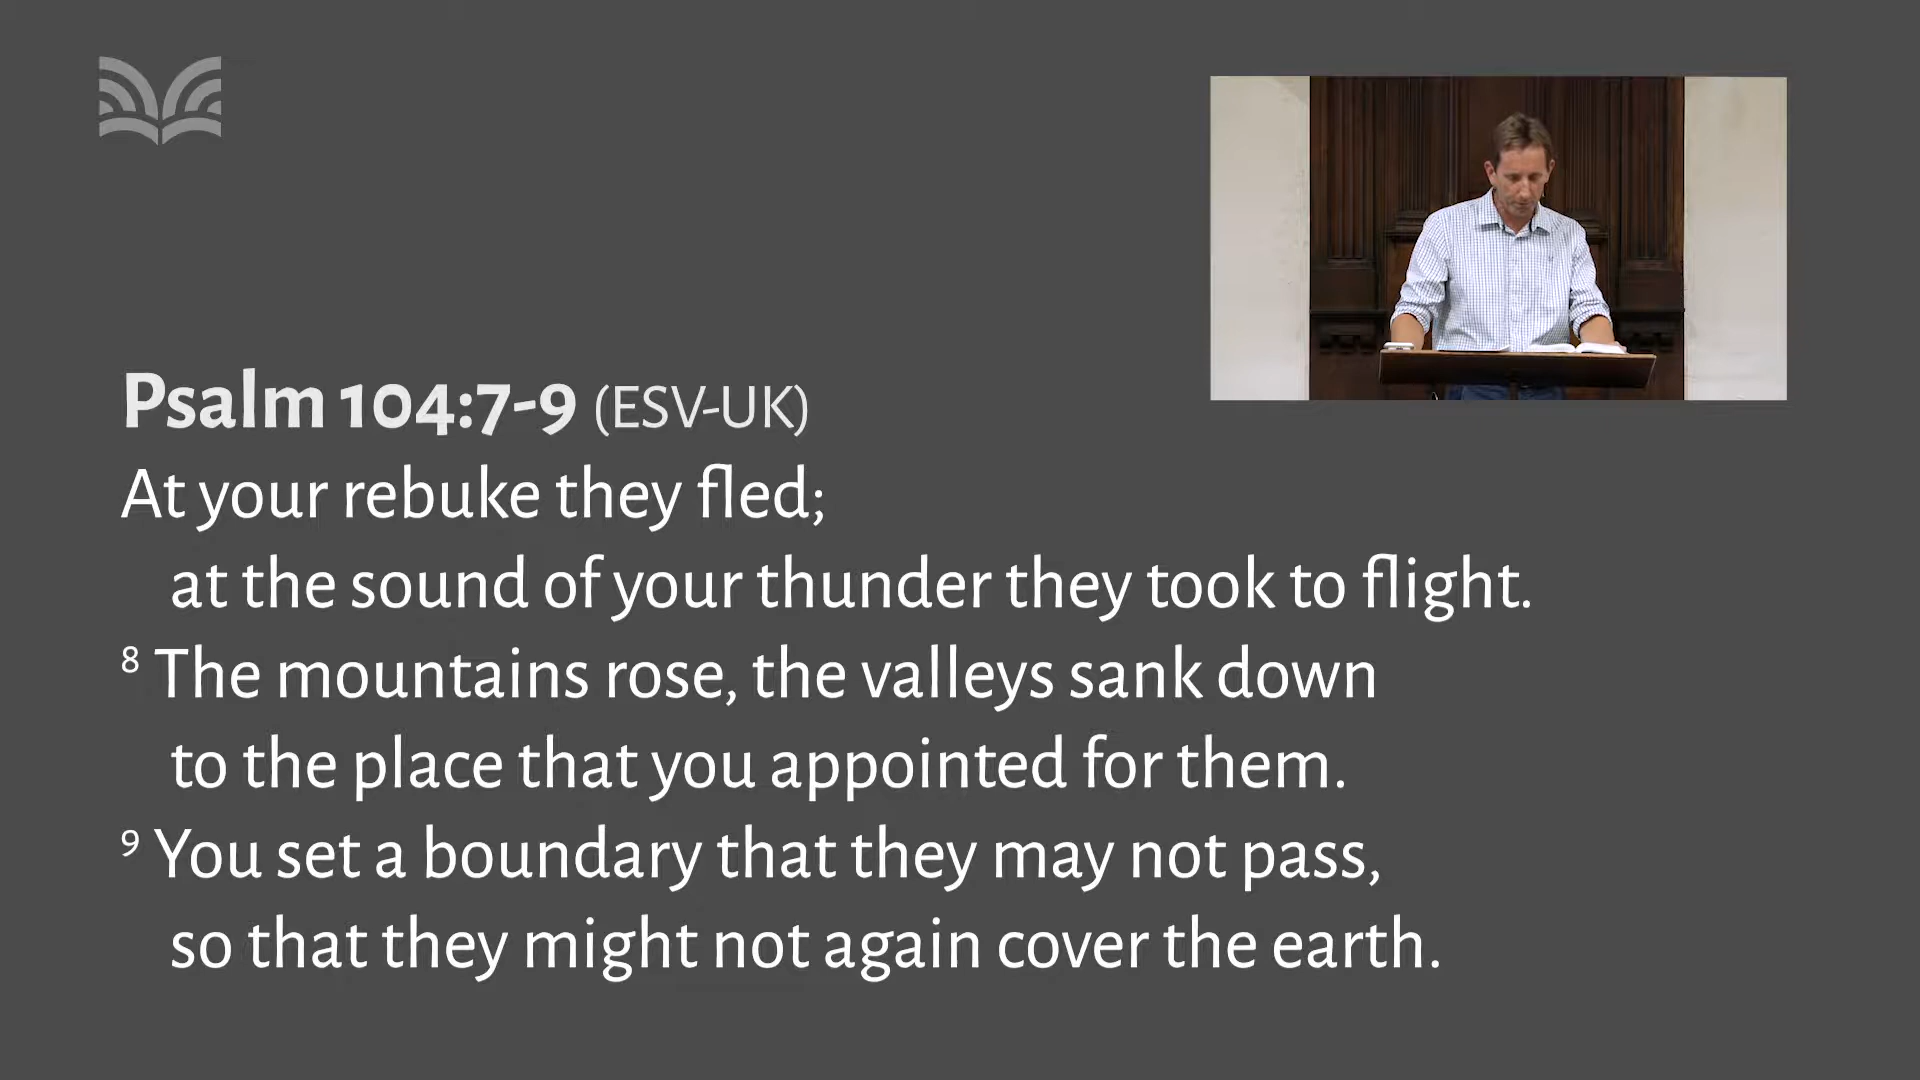 Psalm 104:7-9 (ESV-UK)
At your rebuke they fled;
at the sound of your thunder they took to flight.
8 The mountains rose, the valleys sank down
to the place that you appointed for them.
9 You set a boundary that they may not pass,
so that they might not again cover the earth.